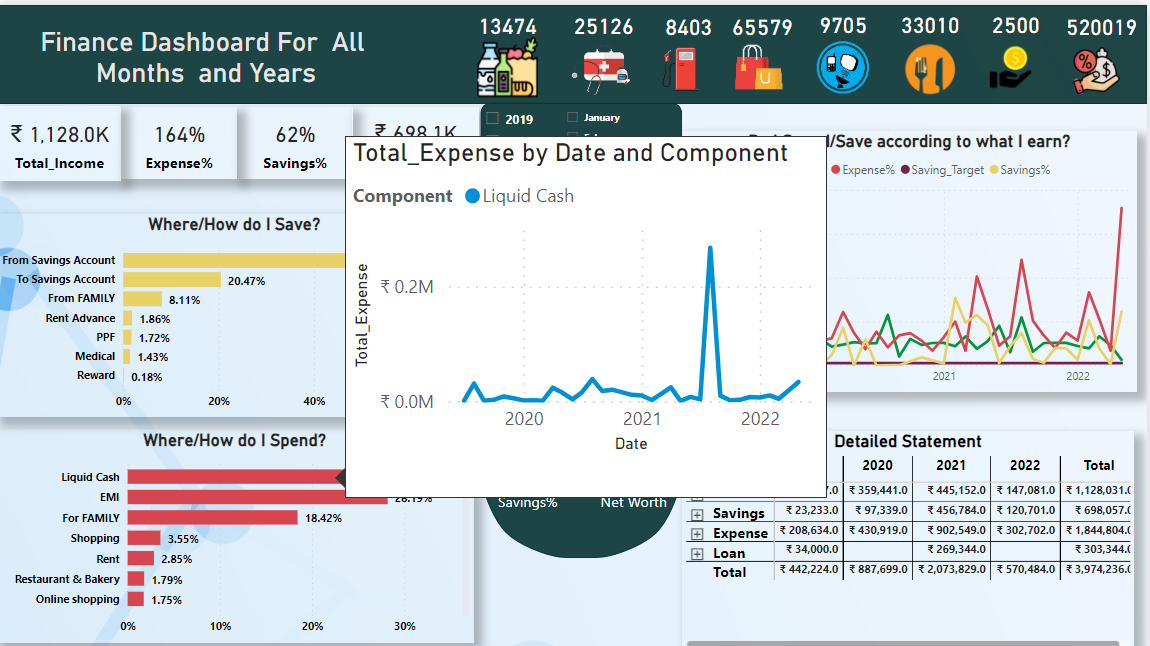 Finance Dashboard For All
Months and Years
13474 25126 8403 65579 9705 33010 2500 520019
₹ 1,128.0K
Total_Income
164%
Expense%
62%
Savings%
₹ 698.1K
2019
January
Total_Expense by Date and Component
Component Liquid Cash
Total_Expense
₹ 0.2M
₹ 0.0M
2020 2021 2022
Date
/Save according to what I earn?
Expense% Saving_Target Savings%
2021 2022
Where/How do I Save?
From Savings Account
To Savings Account 20.47%
From FAMILY 8.11%
Rent Advance 1.86%
PPF 1.72%
Medical 1.43%
Reward 0.18%
0% 20% 40%
Where/How do I Spend?
Liquid Cash
EMI 28.19%
For FAMILY 18.42%
Shopping 3.55%
Rent 2.85%
Restaurant & Bakery 1.79%
Online shopping 1.75%
0% 10% 20% 30%
Savings% Net Worth
Detailed Statement
2020 2021 2022 Total
7.0 ₹ 359,441.0 ₹ 445,152.0 ₹ 147,081.0 ₹ 1,128,031.0
Savings ₹ 23,233.0 ₹ 97,339.0 ₹ 456,784.0 ₹ 120,701.0 ₹ 698,057.0
Expense ₹ 208,634.0 ₹ 430,919.0 ₹ 902,549.0 ₹ 302,702.0 ₹ 1,844,804.0
Loan ₹ 34,000.0 ₹ 269,344.0 ₹ 303,344.0
Total ₹ 442,224.0 ₹ 887,699.0 ₹ 2,073,829.0 ₹ 570,484.0 ₹ 3,974,236.0